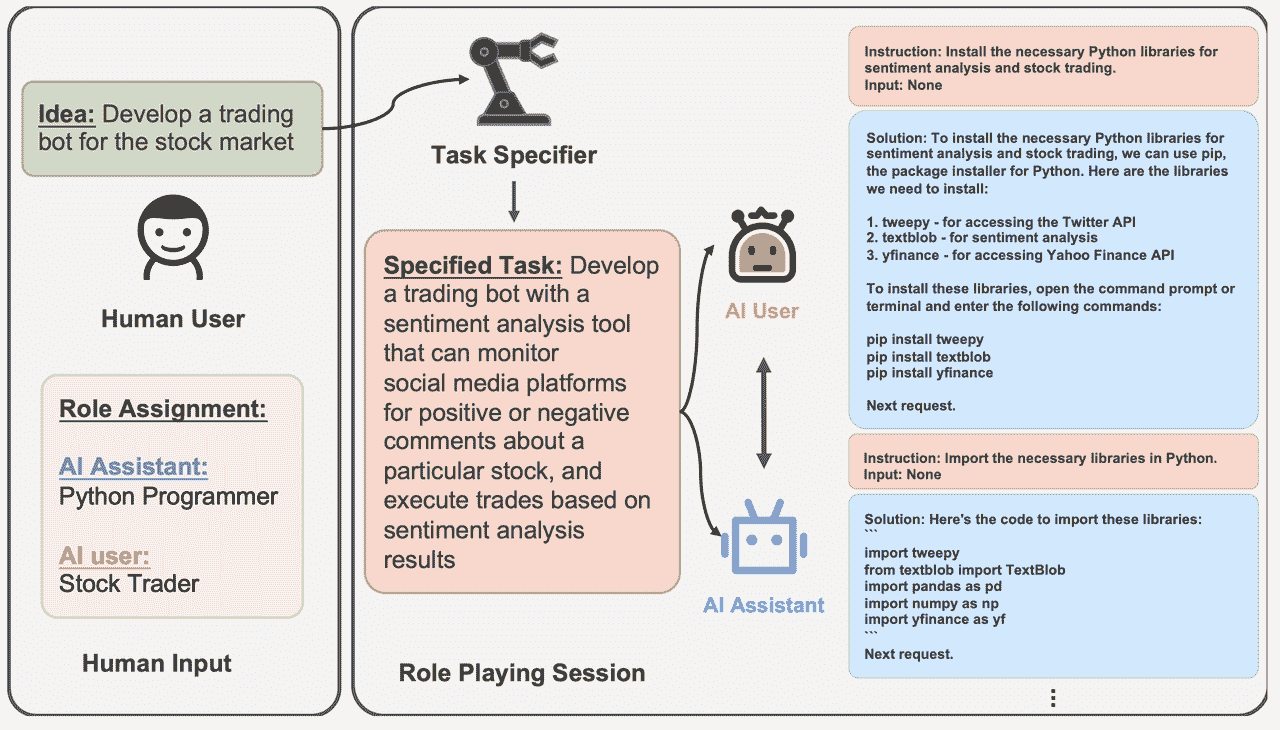 Idea: Develop a trading
bot for the stock market
Human User
Role Assignment:
AI Assistant:
Python Programmer
AI user:
Stock Trader
Human Input
Task Specifier
Specified Task: Develop
a trading bot with a
sentiment analysis tool
that can monitor
social media platforms
for positive or negative
comments about a
particular stock, and
execute trades based on
sentiment analysis
results
Role Playing Session
AI User
AI Assistant
Instruction: Install the necessary Python libraries for
sentiment analysis and stock trading.
Input: None
Solution: To install the necessary Python libraries for
sentiment analysis and stock trading, we can use pip,
the package installer for Python. Here are the libraries
we need to install:
1. tweepy - for accessing the Twitter API
2. textblob - for sentiment analysis
3. yfinance - for accessing Yahoo Finance API
To install these libraries, open the command prompt or
terminal and enter the following commands:
pip install tweepy
pip install textblob
pip install yfinance
Next request.
Instruction: Import the necessary libraries in Python.
Input: None
Solution: Here's the code to import these libraries:
```
import tweepy
from textblob import TextBlob
import pandas as pd
import numpy as np
import yfinance as yf
```
Next request.
⋮